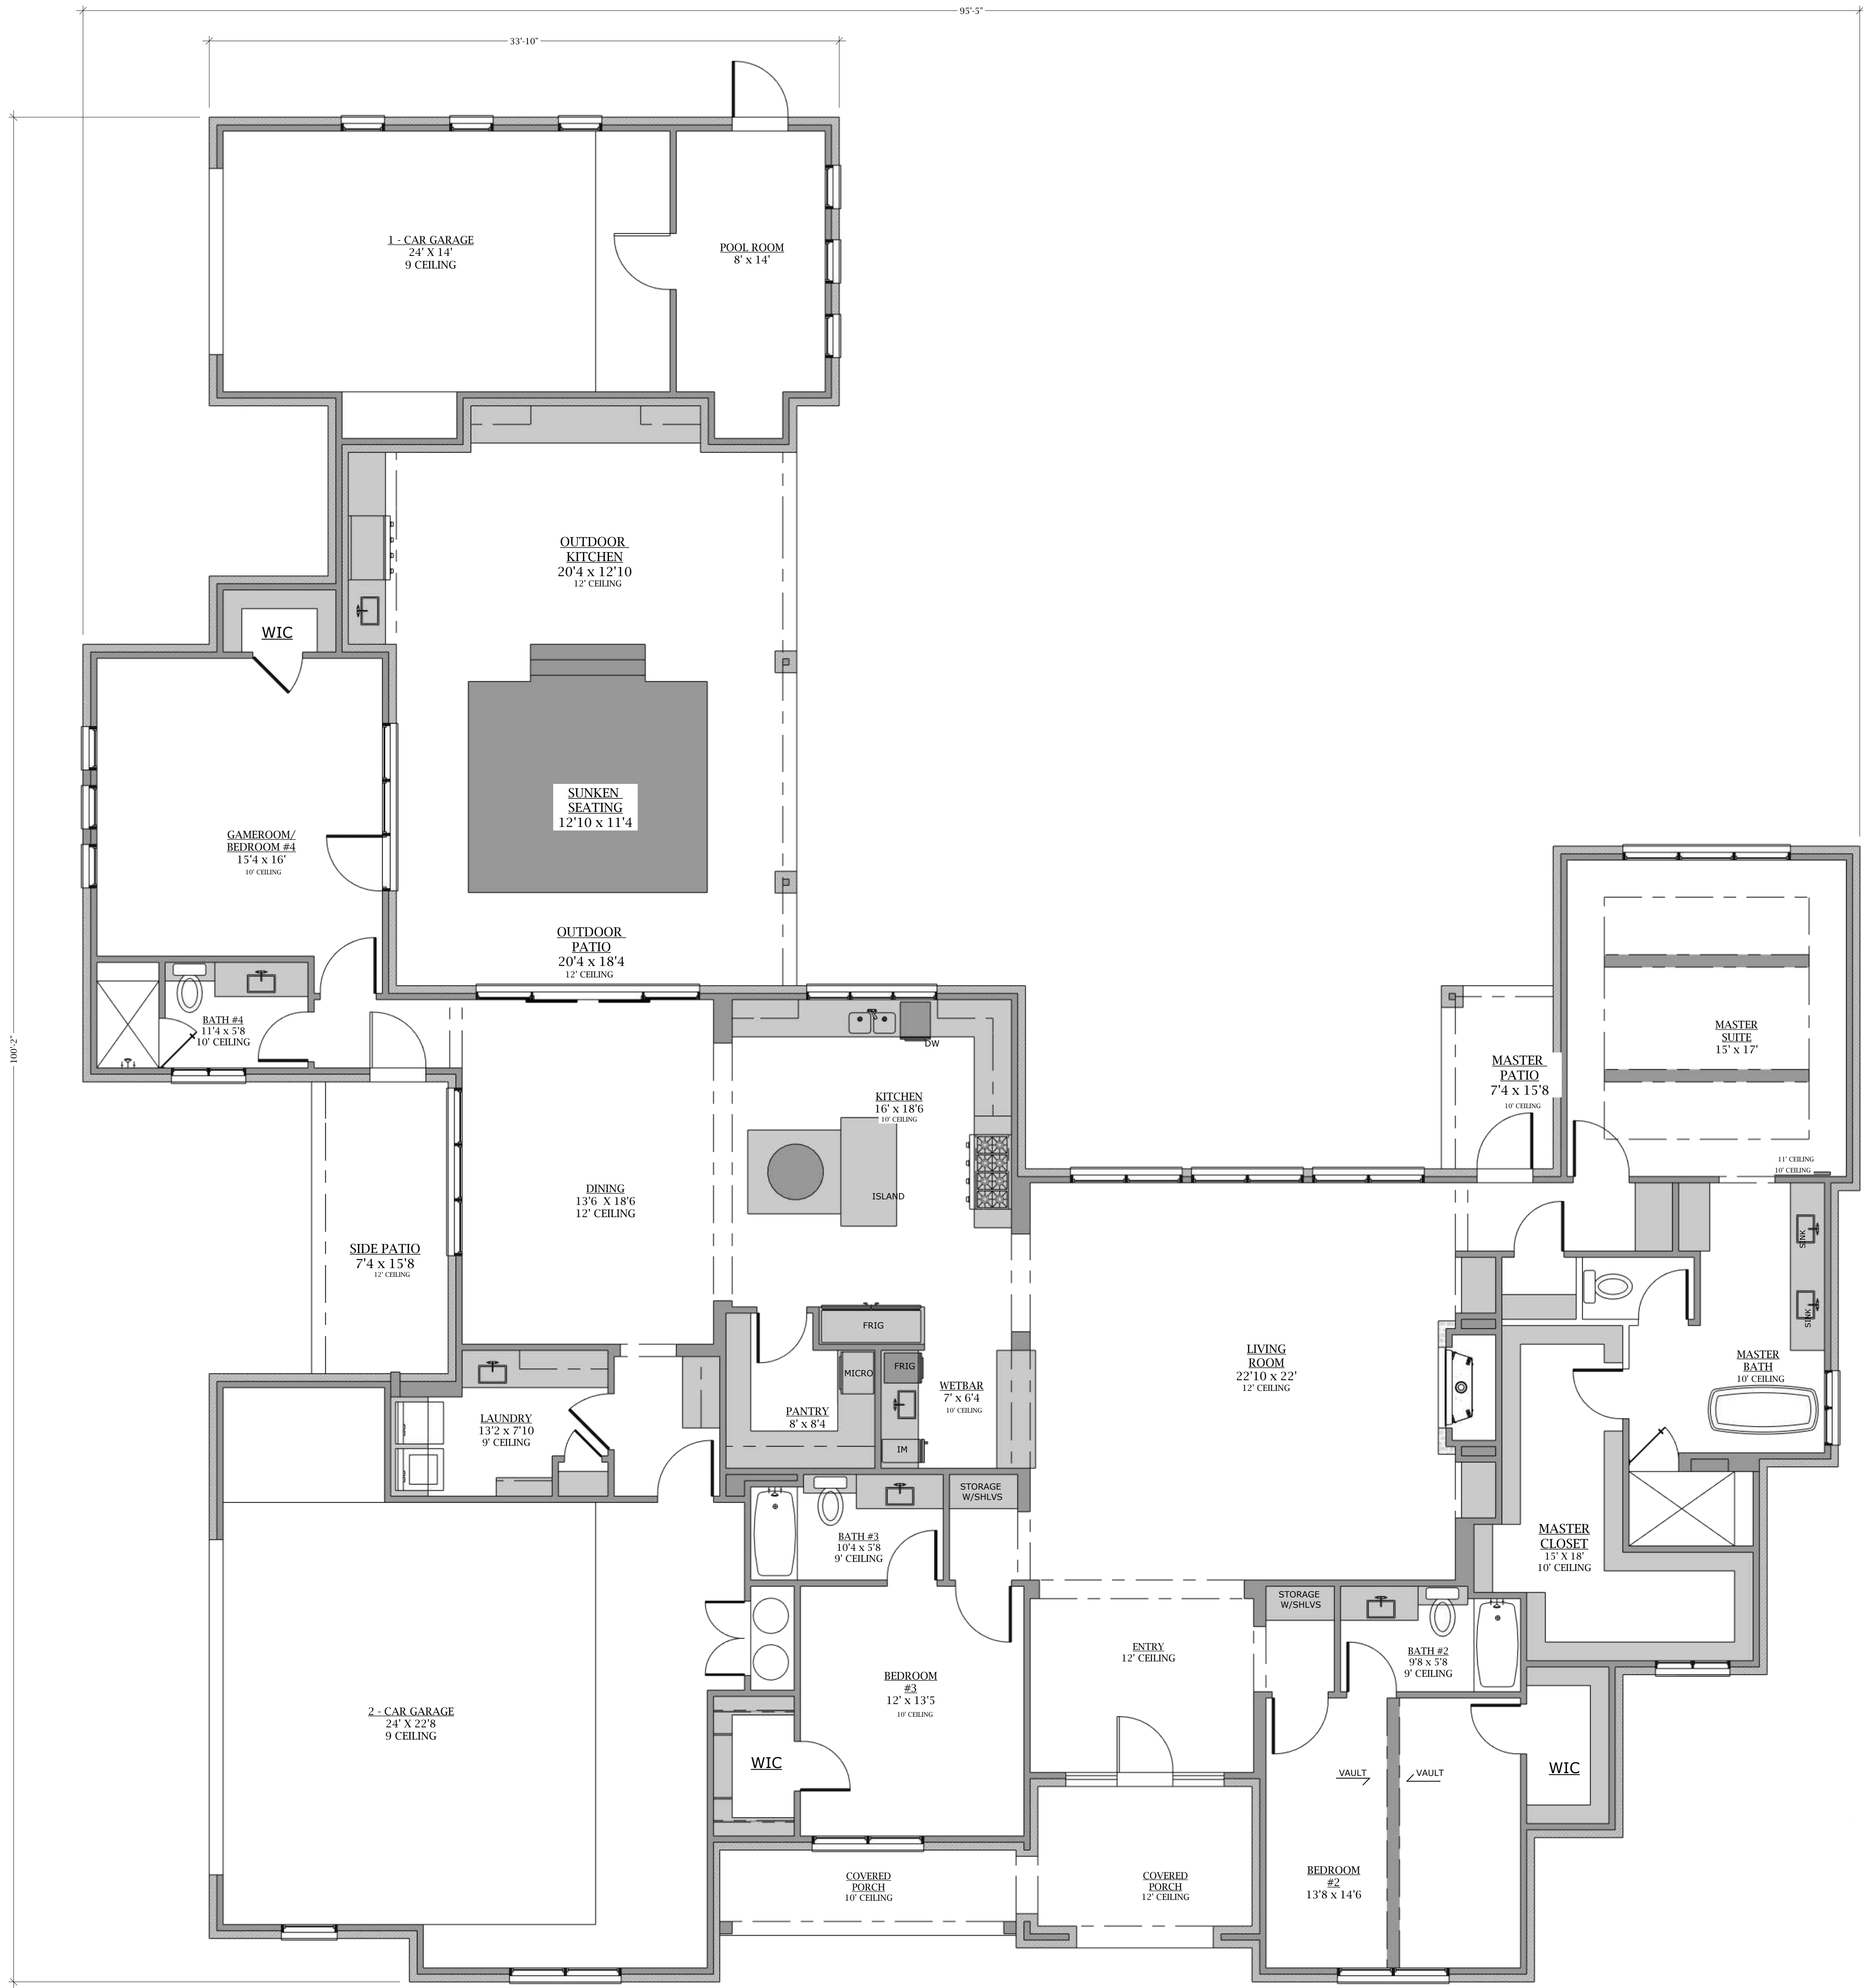 95'-5"
33'-10"
100'-2"
1 - CAR GARAGE
24' X 14'
9 CEILING
POOL ROOM
8' x 14'
OUTDOOR
KITCHEN
20'4 x 12'10
12' CEILING
WIC
SUNKEN
SEATING
12'10 x 11'4
GAMEROOM/
BEDROOM #4
15'4 x 16'
10' CEILING
OUTDOOR
PATIO
20'4 x 18'4
12' CEILING
BATH #4
11'4 x 5'8
10' CEILING
DW
KITCHEN
16' x 18'6
10' CEILING
ISLAND
MASTER
SUITE
15' x 17'
11' CEILING
10' CEILING
MASTER
PATIO
7'4 x 15'8
10' CEILING
DINING
13'6 X 18'6
12' CEILING
SIDE PATIO
7'4 x 15'8
12' CEILING
SINK
SINK
FRIG
FRIG
MICRO
WETBAR
7' x 6'4
10' CEILING
IM
PANTRY
8' x 8'4
LAUNDRY
13'2 x 7'10
9' CEILING
LIVING
ROOM
22'10 x 22'
12' CEILING
MASTER
BATH
10' CEILING
STORAGE
W/SHLVS
BATH #3
10'4 x 5'8
9' CEILING
MASTER
CLOSET
15' X 18'
10' CEILING
STORAGE
W/SHLVS
ENTRY
12' CEILING
BATH #2
9'8 x 5'8
9' CEILING
BEDROOM
#3
12' x 13'5
10' CEILING
2 - CAR GARAGE
24' X 22'8
9 CEILING
WIC
VAULT
VAULT
WIC
COVERED
PORCH
10' CEILING
COVERED
PORCH
12' CEILING
BEDROOM
#2
13'8 x 14'6